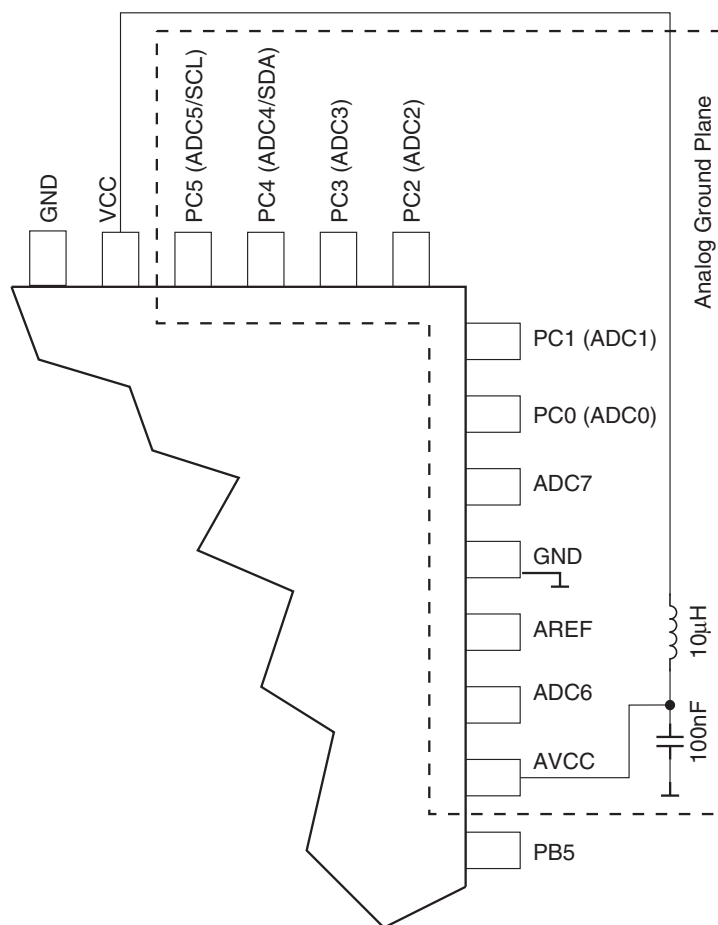 GND
VCC
PC5 (ADC5/SCL)
PC4 (ADC4/SDA)
PC3 (ADC3)
PC2 (ADC2)
Analog Ground Plane
PC1 (ADC1)
PC0 (ADC0)
ADC7
GND
AREF
ADC6
AVCC
PB5
10μH
100nF